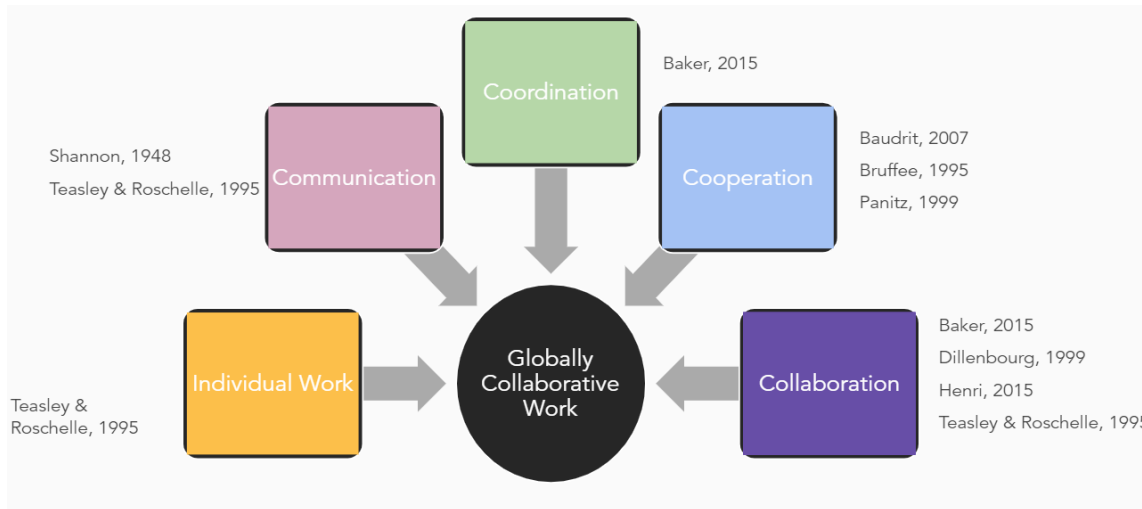 Coordination
Baker, 2015
Communication
Shannon, 1948
Teasley & Roschelle, 1995
Cooperation
Baudrit, 2007
Bruffee, 1995
Panitz, 1999
Individual Work
Teasley &
Roschelle, 1995
Globally
Collaborative
Work
Collaboration
Baker, 2015
Dillenbourg, 1999
Henri, 2015
Teasley & Roschelle, 1995